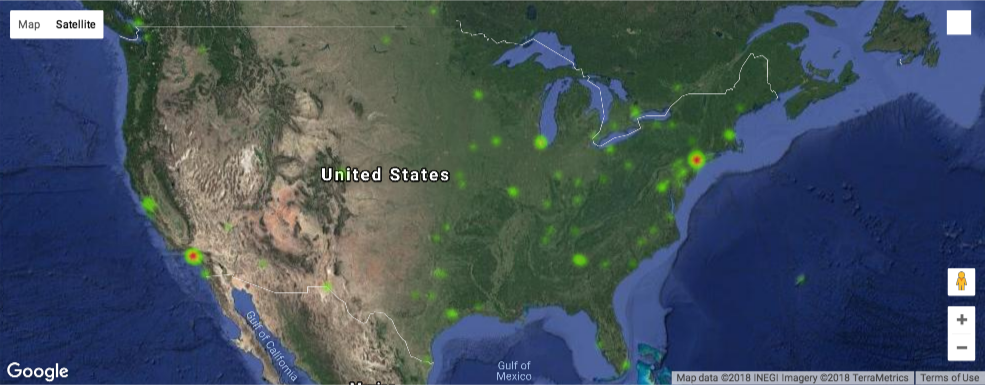 Map Satellite
United States
Gulf of California
Gulf of
Mexico
Google
Map data ©2018 INEGI Imagery ©2018 TerraMetrics Terms of Use